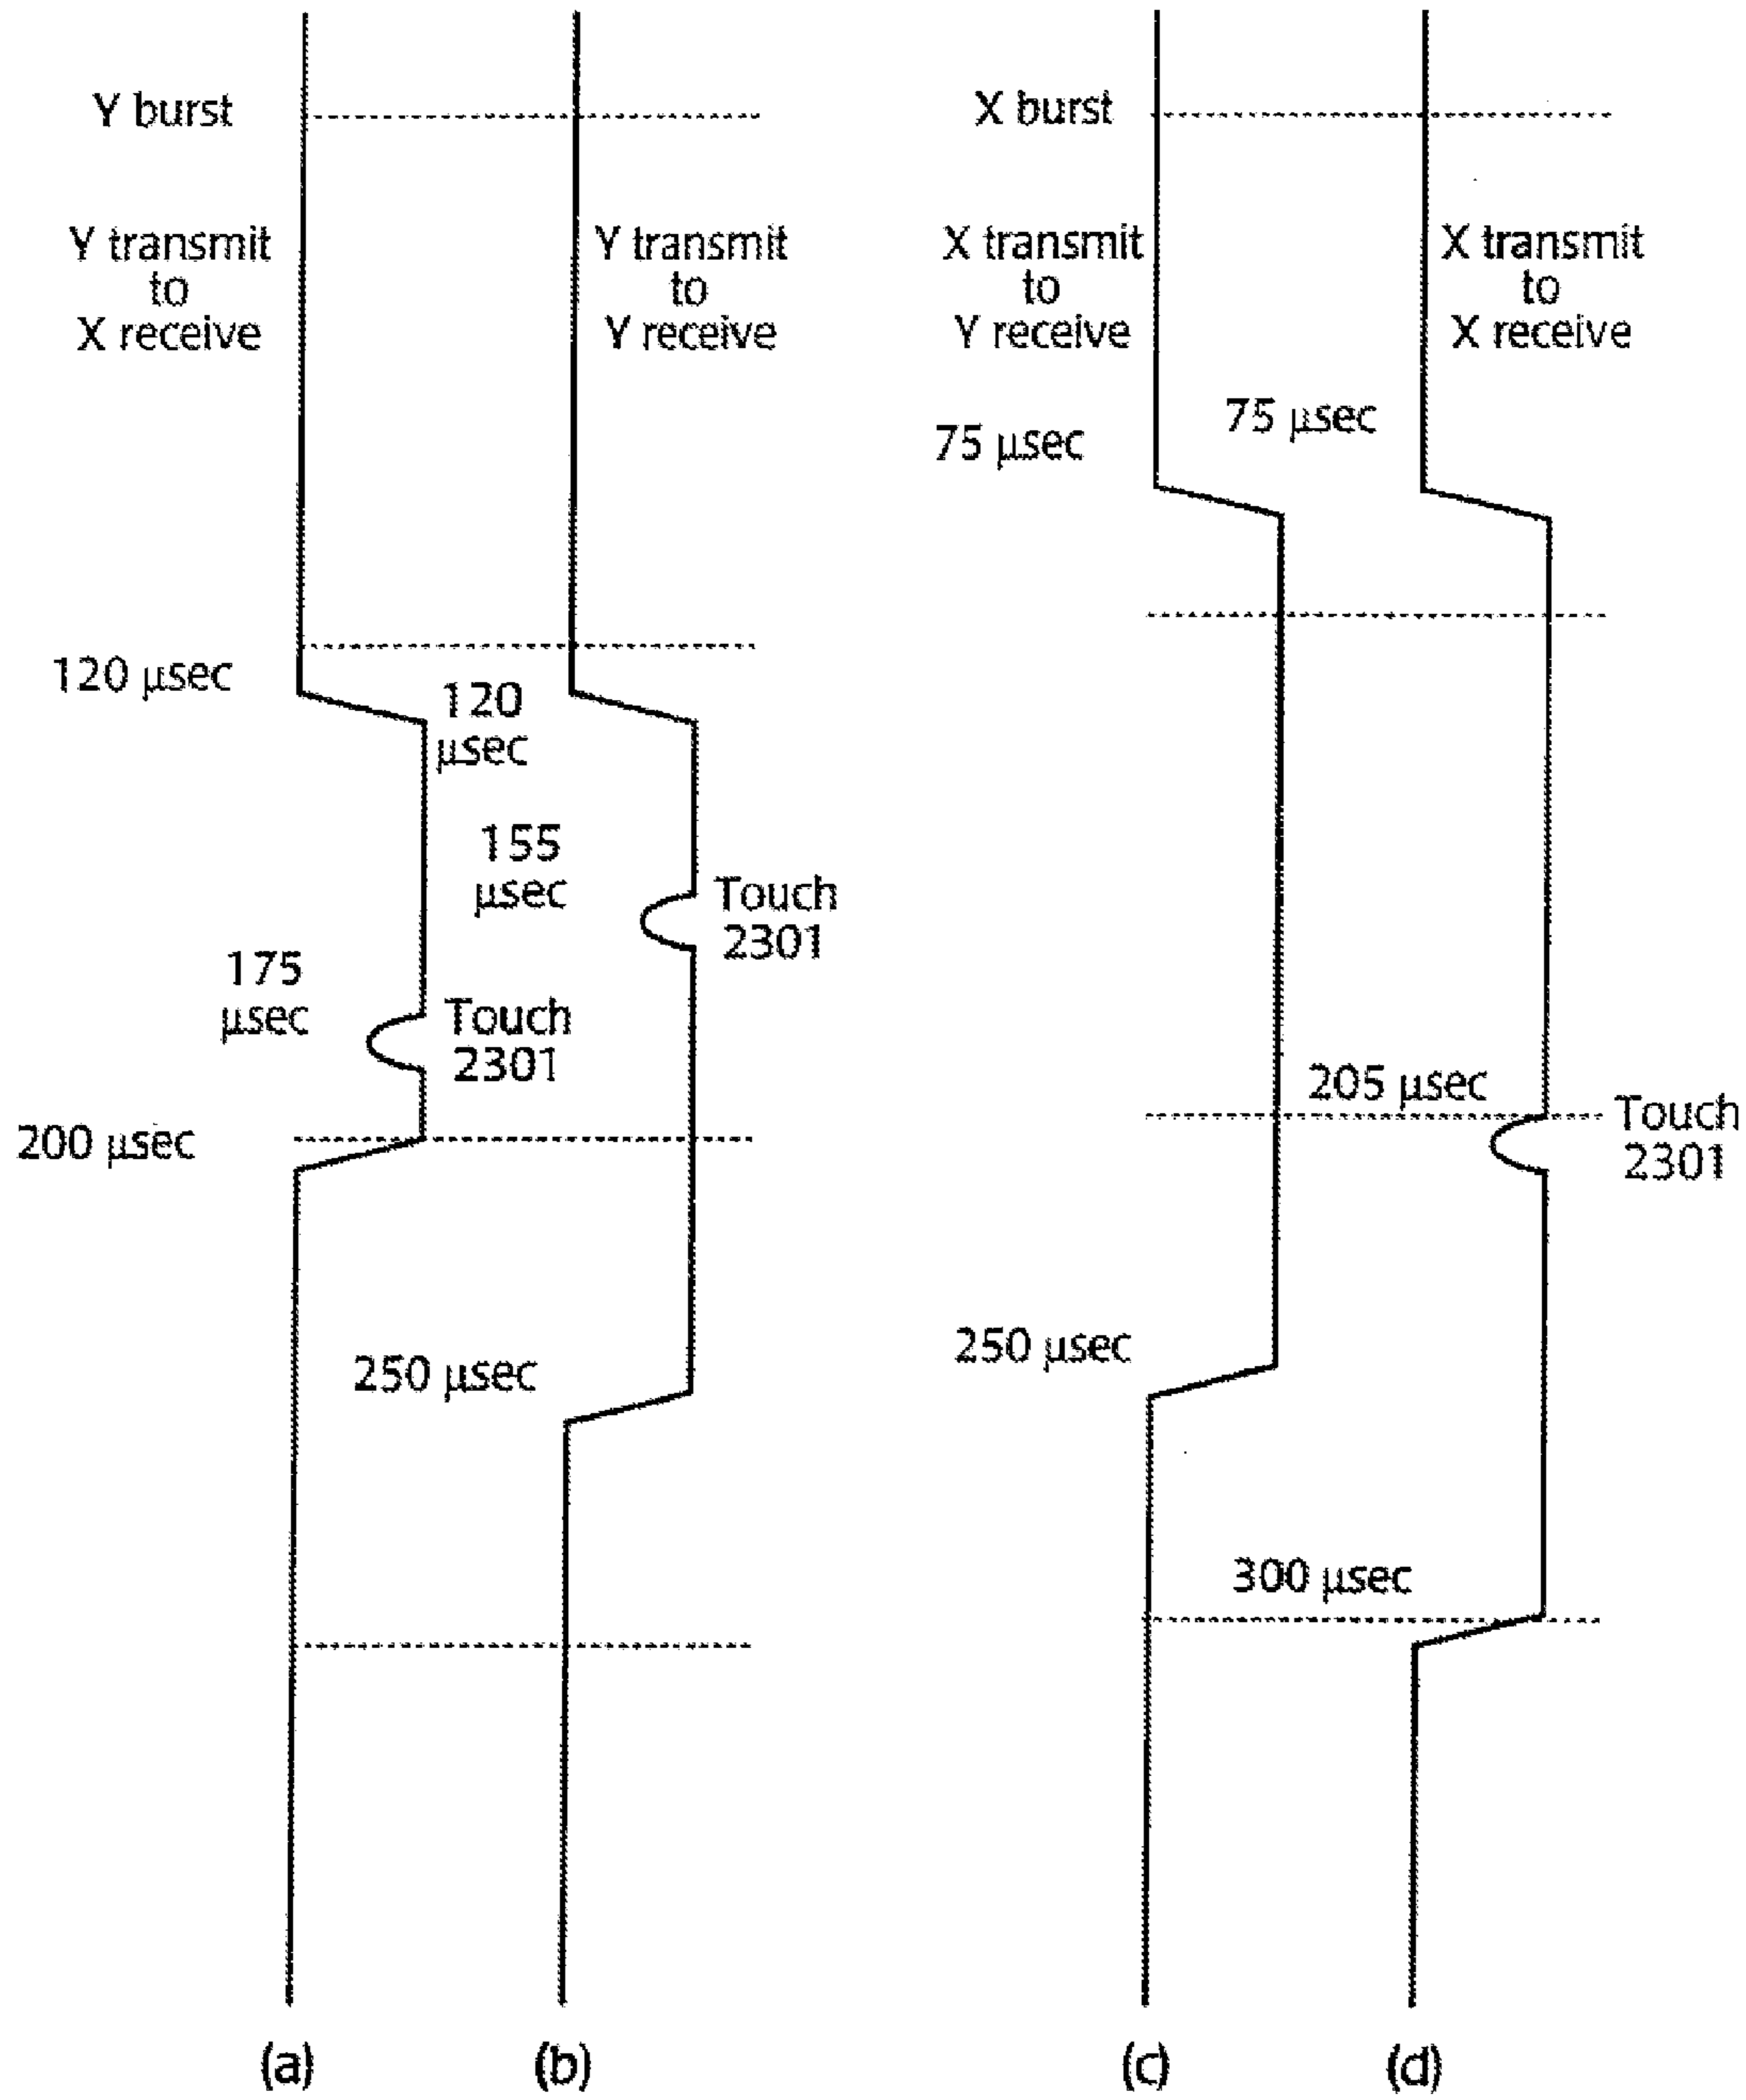 Y burst
X burst
Y transmit
to
X receive
Y transmit
to
Y receive
X transmit
to
Y receive
X transmit
to
X receive
75 μsec
75 μsec
120 μsec
120
μsec
155
μsec
Touch
2301
175
μsec
Touch
2301
205 μsec
Touch
2301
200 μsec
250 μsec
250 μsec
300 μsec
(a)
(b)
(c)
(d)